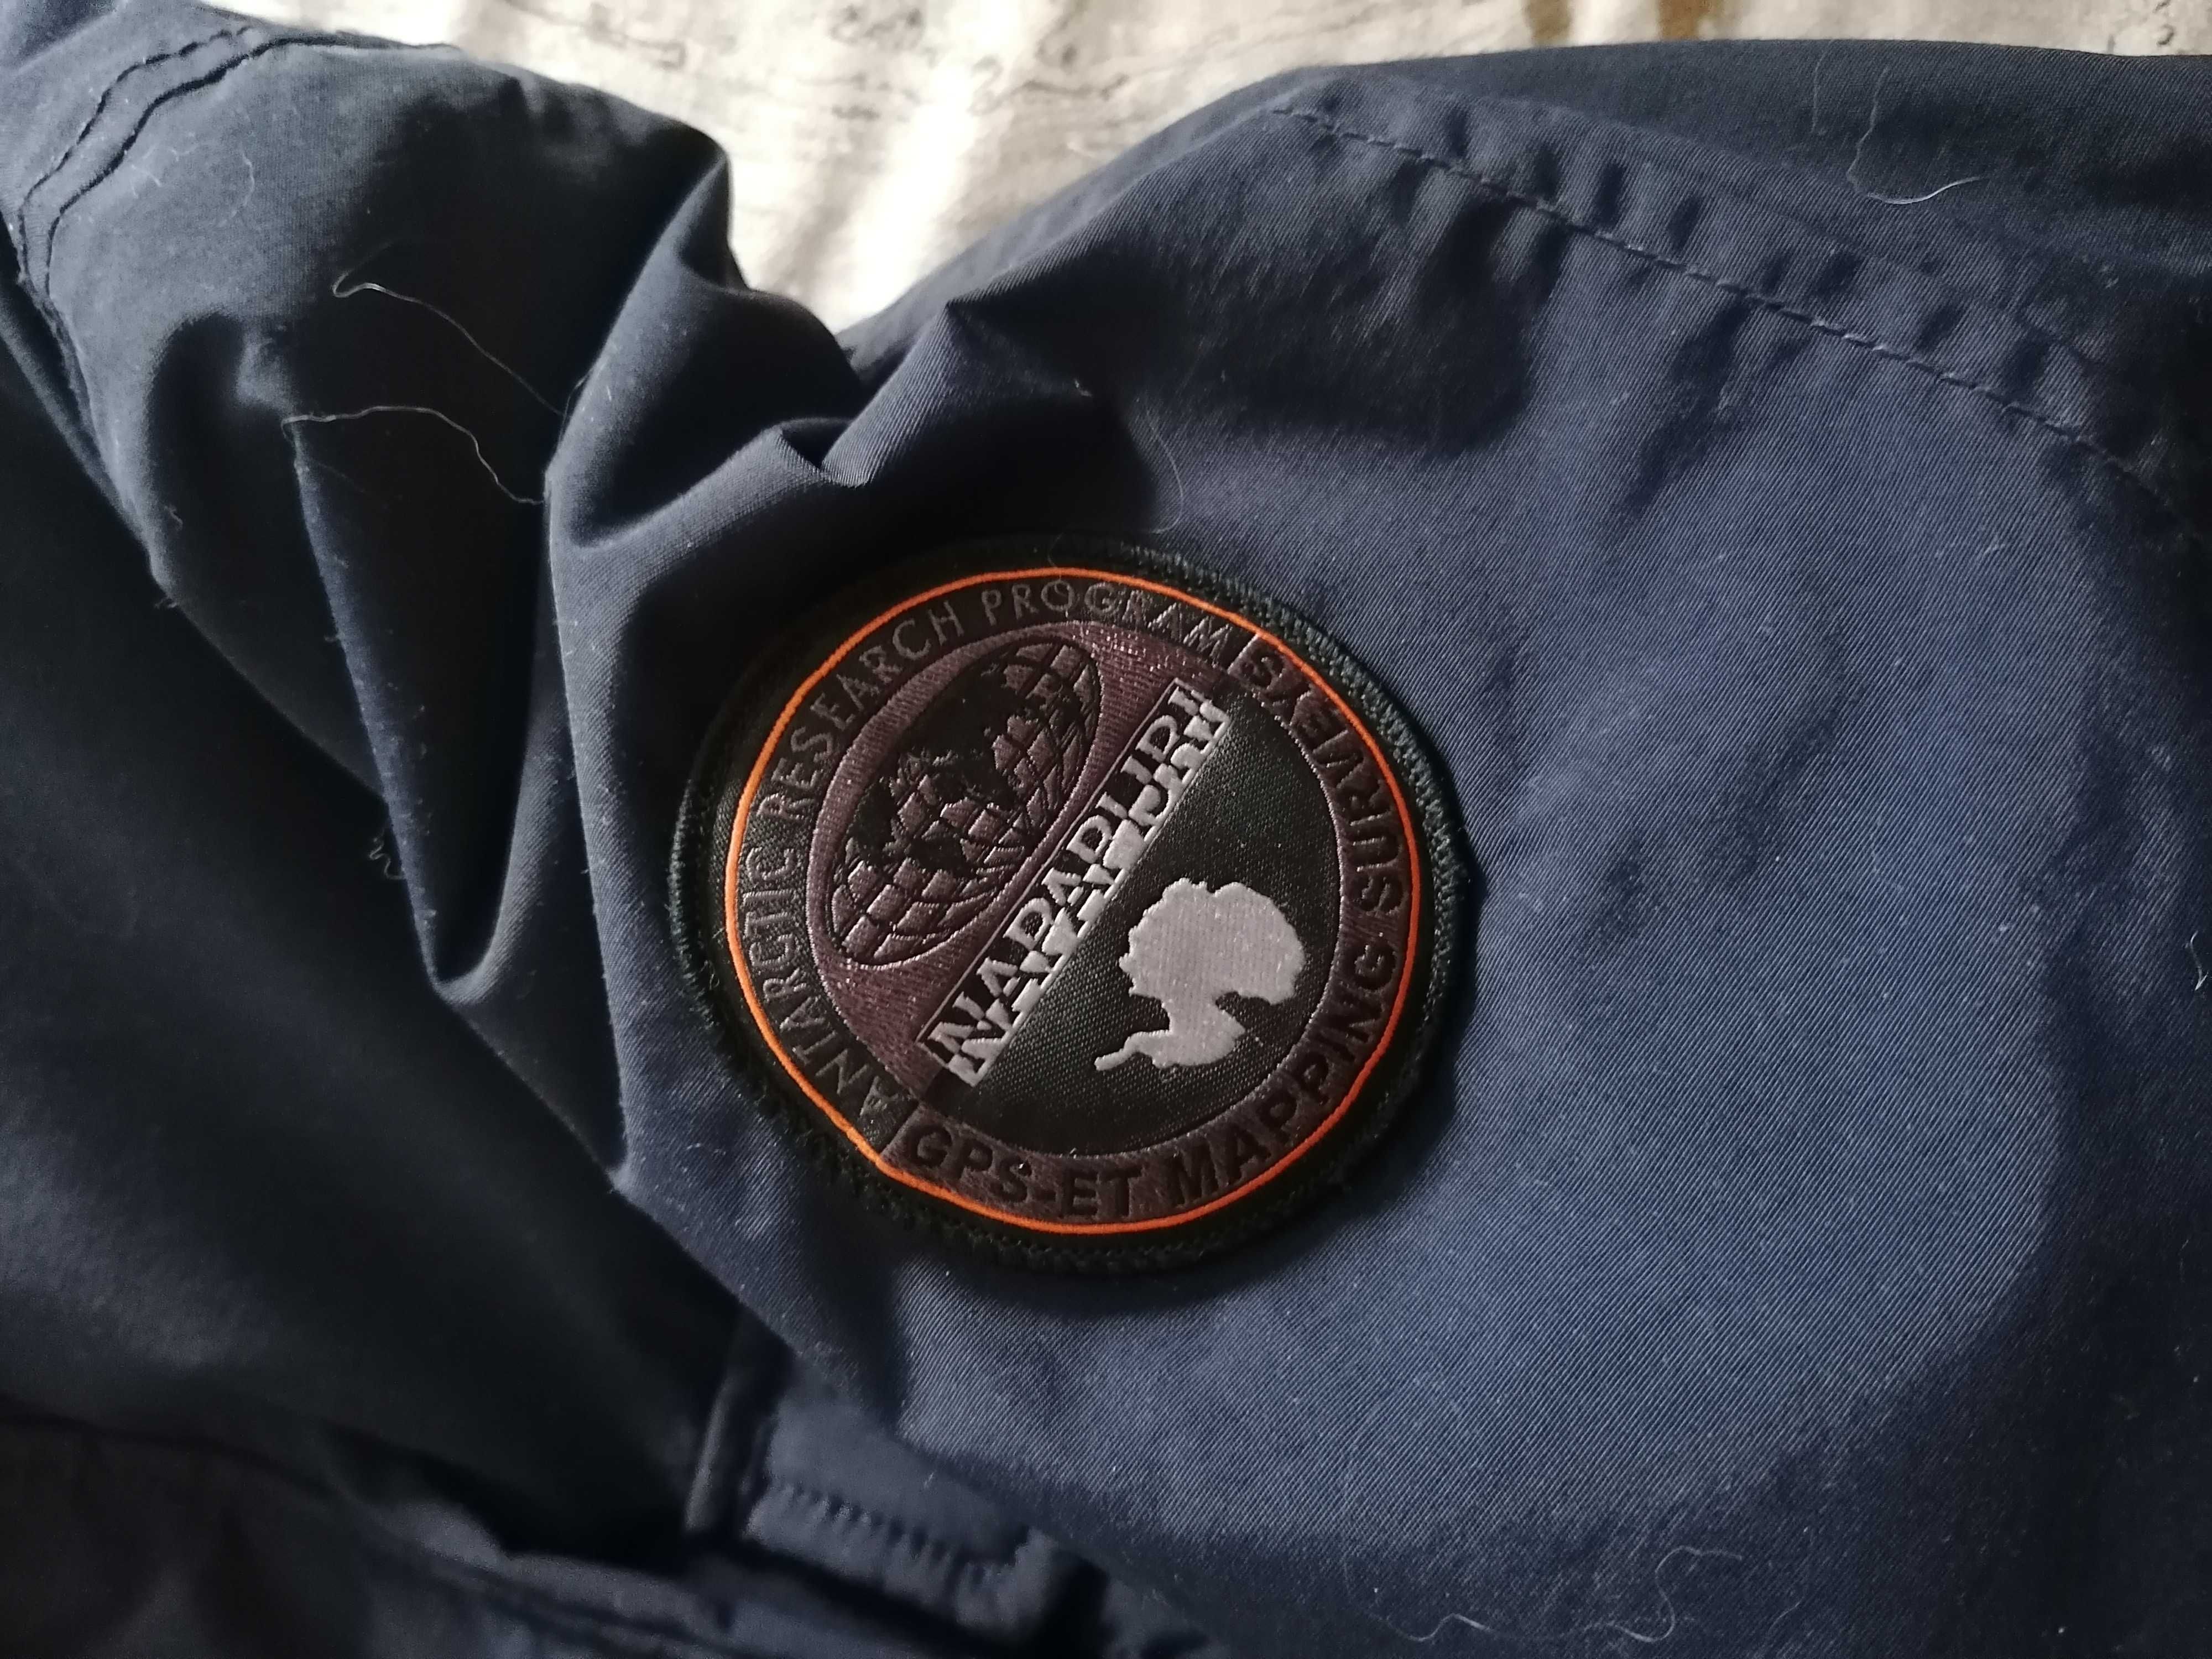 ANTARCTIC RESEARCH PROGRAM
NAPAPIJRI
GPS-ET MAPPING SURVEYS